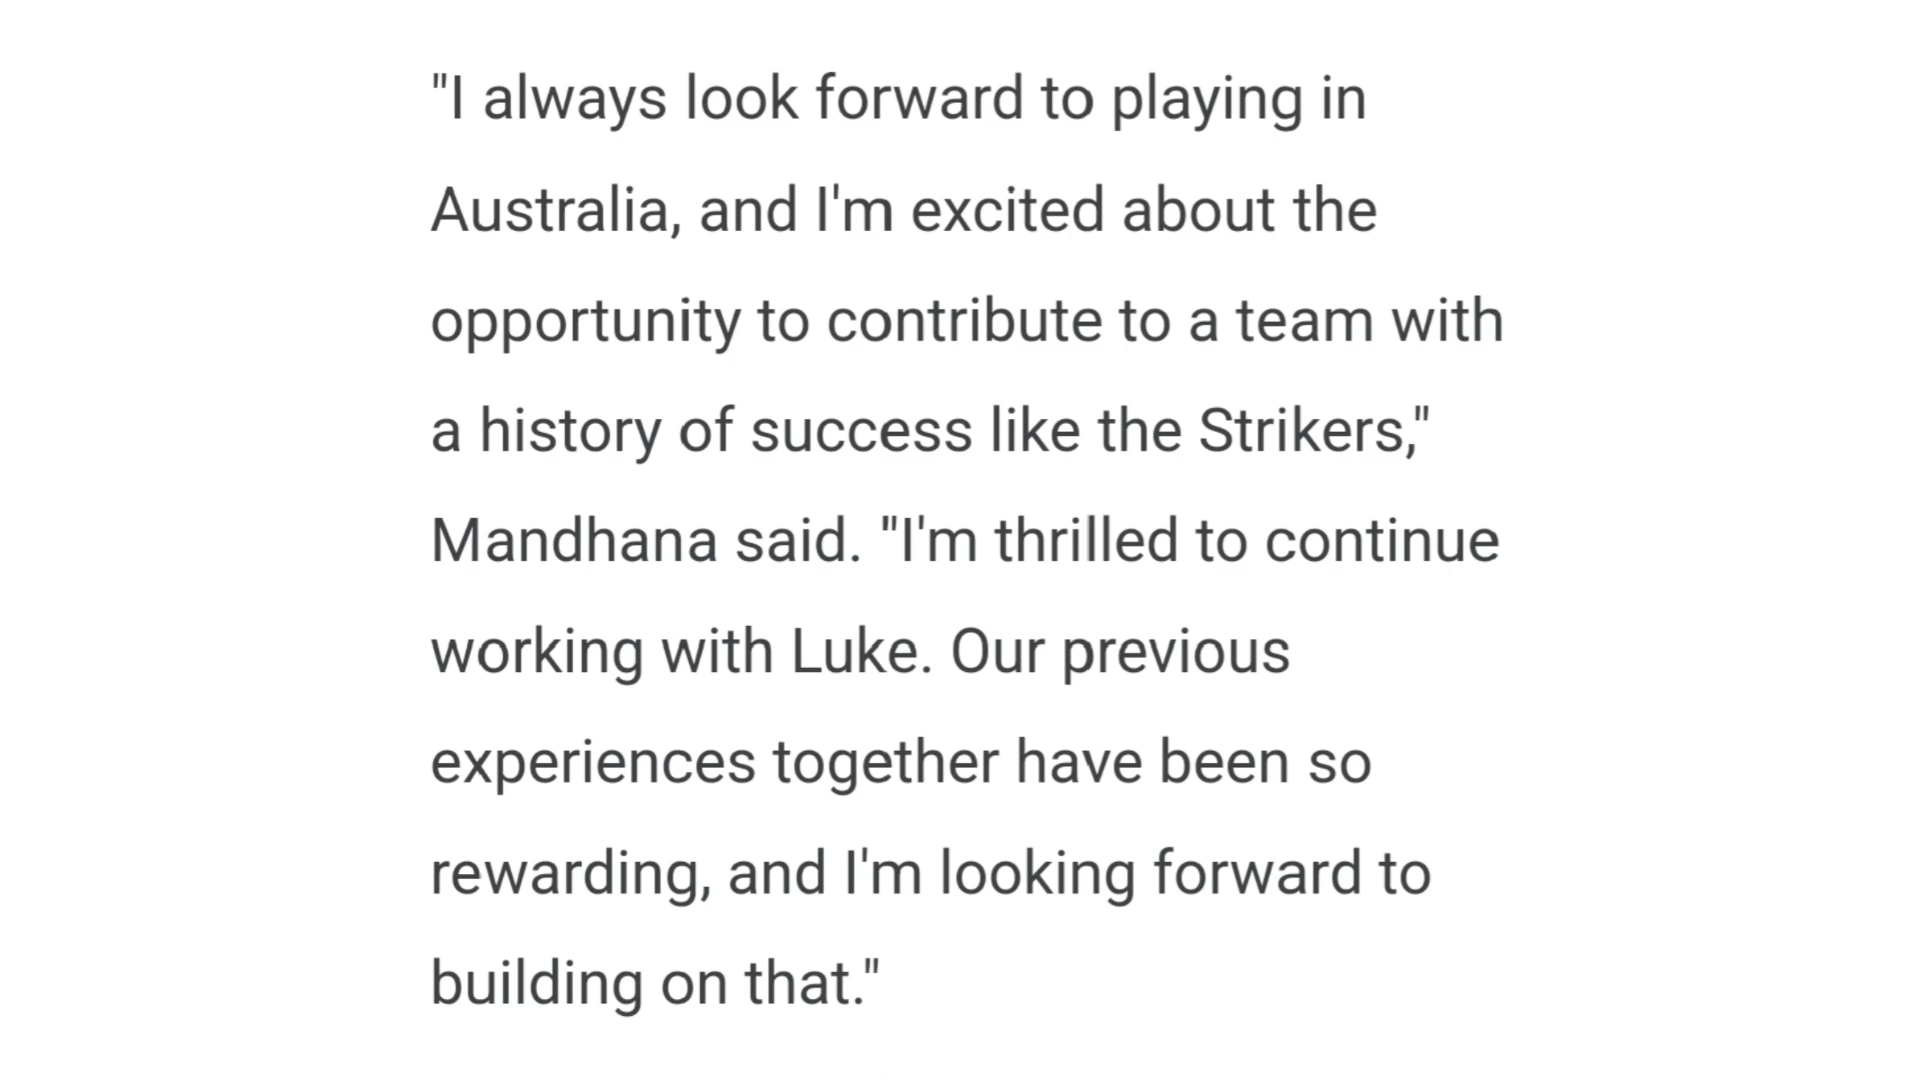 "I always look forward to playing in
Australia, and I'm excited about the
opportunity to contribute to a team with
a history of success like the Strikers,"
Mandhana said. "I'm thrilled to continue
working with Luke. Our previous
experiences together have been so
rewarding, and I'm looking forward to
building on that."